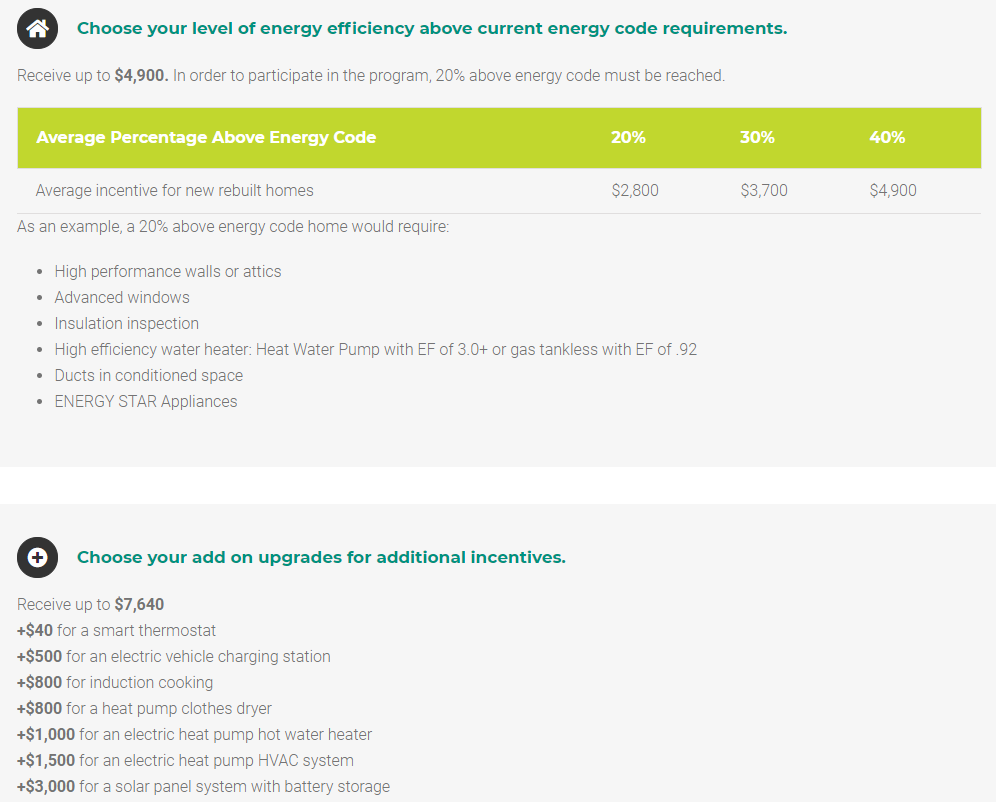 Choose your level of energy efficiency above current energy code requirements.
Receive up to $4,900. In order to participate in the program, 20% above energy code must be reached.
Average Percentage Above Energy Code 20% 30% 40%
Average incentive for new rebuilt homes $2,800 $3,700 $4,900
As an example, a 20% above energy code home would require:
• High performance walls or attics
• Advanced windows
• Insulation inspection
• High efficiency water heater: Heat Water Pump with EF of 3.0+ or gas tankless with EF of .92
• Ducts in conditioned space
• ENERGY STAR Appliances
Choose your add on upgrades for additional incentives.
Receive up to $7,640
+$40 for a smart thermostat
+$500 for an electric vehicle charging station
+$800 for induction cooking
+$800 for a heat pump clothes dryer
+$1,000 for an electric heat pump hot water heater
+$1,500 for an electric heat pump HVAC system
+$3,000 for a solar panel system with battery storage